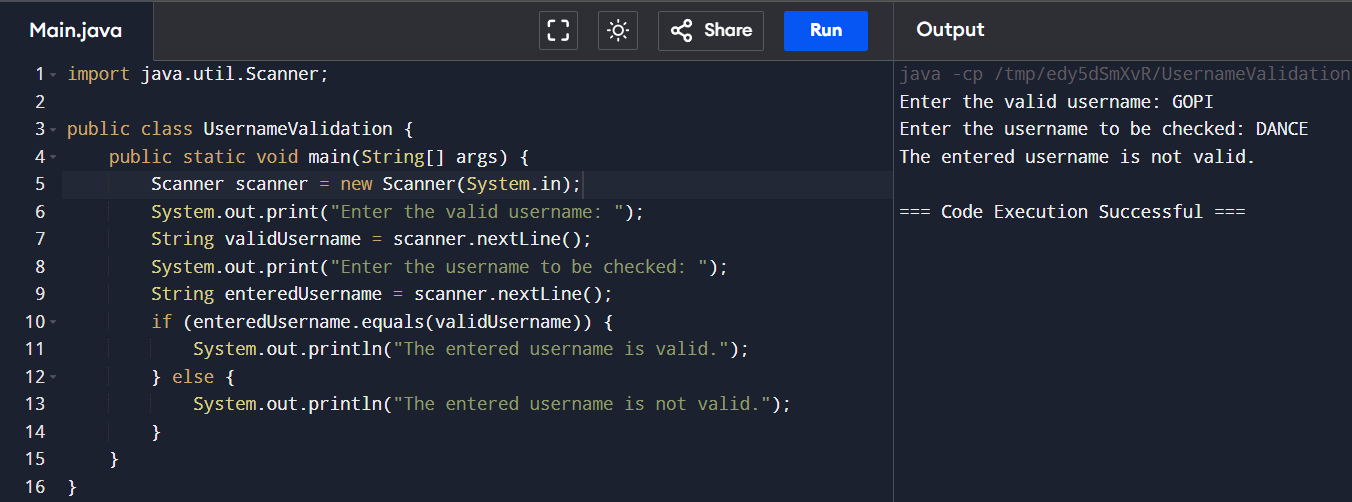 Main.java
Share
Run
Output
1 import java.util.Scanner;
2
3 public class UsernameValidation {
4     public static void main(String[] args) {
5         Scanner scanner = new Scanner(System.in);
6         System.out.print("Enter the valid username: ");
7         String validUsername = scanner.nextLine();
8         System.out.print("Enter the username to be checked: ");
9         String enteredUsername = scanner.nextLine();
10         if (enteredUsername.equals(validUsername)) {
11             System.out.println("The entered username is valid.");
12         } else {
13             System.out.println("The entered username is not valid.");
14         }
15     }
16 }
java -cp /tmp/edy5dSmXvR/UsernameValidation
Enter the valid username: GOPI
Enter the username to be checked: DANCE
The entered username is not valid.
=== Code Execution Successful ===